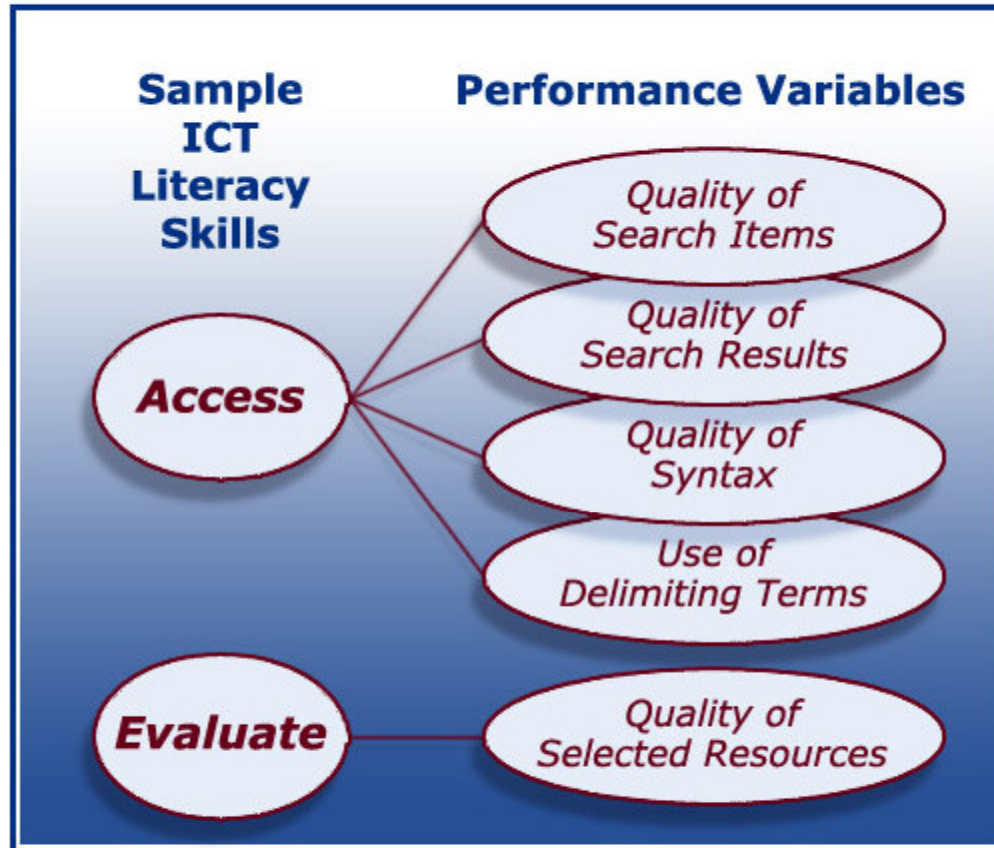 Sample
ICT
Literacy
Skills
Performance Variables
Access
Quality of
Search Items
Quality of
Search Results
Quality of
Syntax
Use of
Delimiting Terms
Evaluate
Quality of
Selected Resources